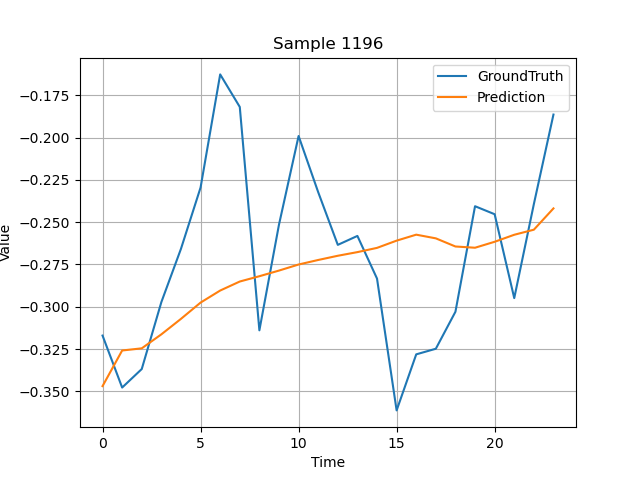 Sample 1196
GroundTruth
Prediction
−0.175
−0.200
−0.225
−0.250
−0.275
−0.300
−0.325
−0.350
Value
0 5 10 15 20
Time